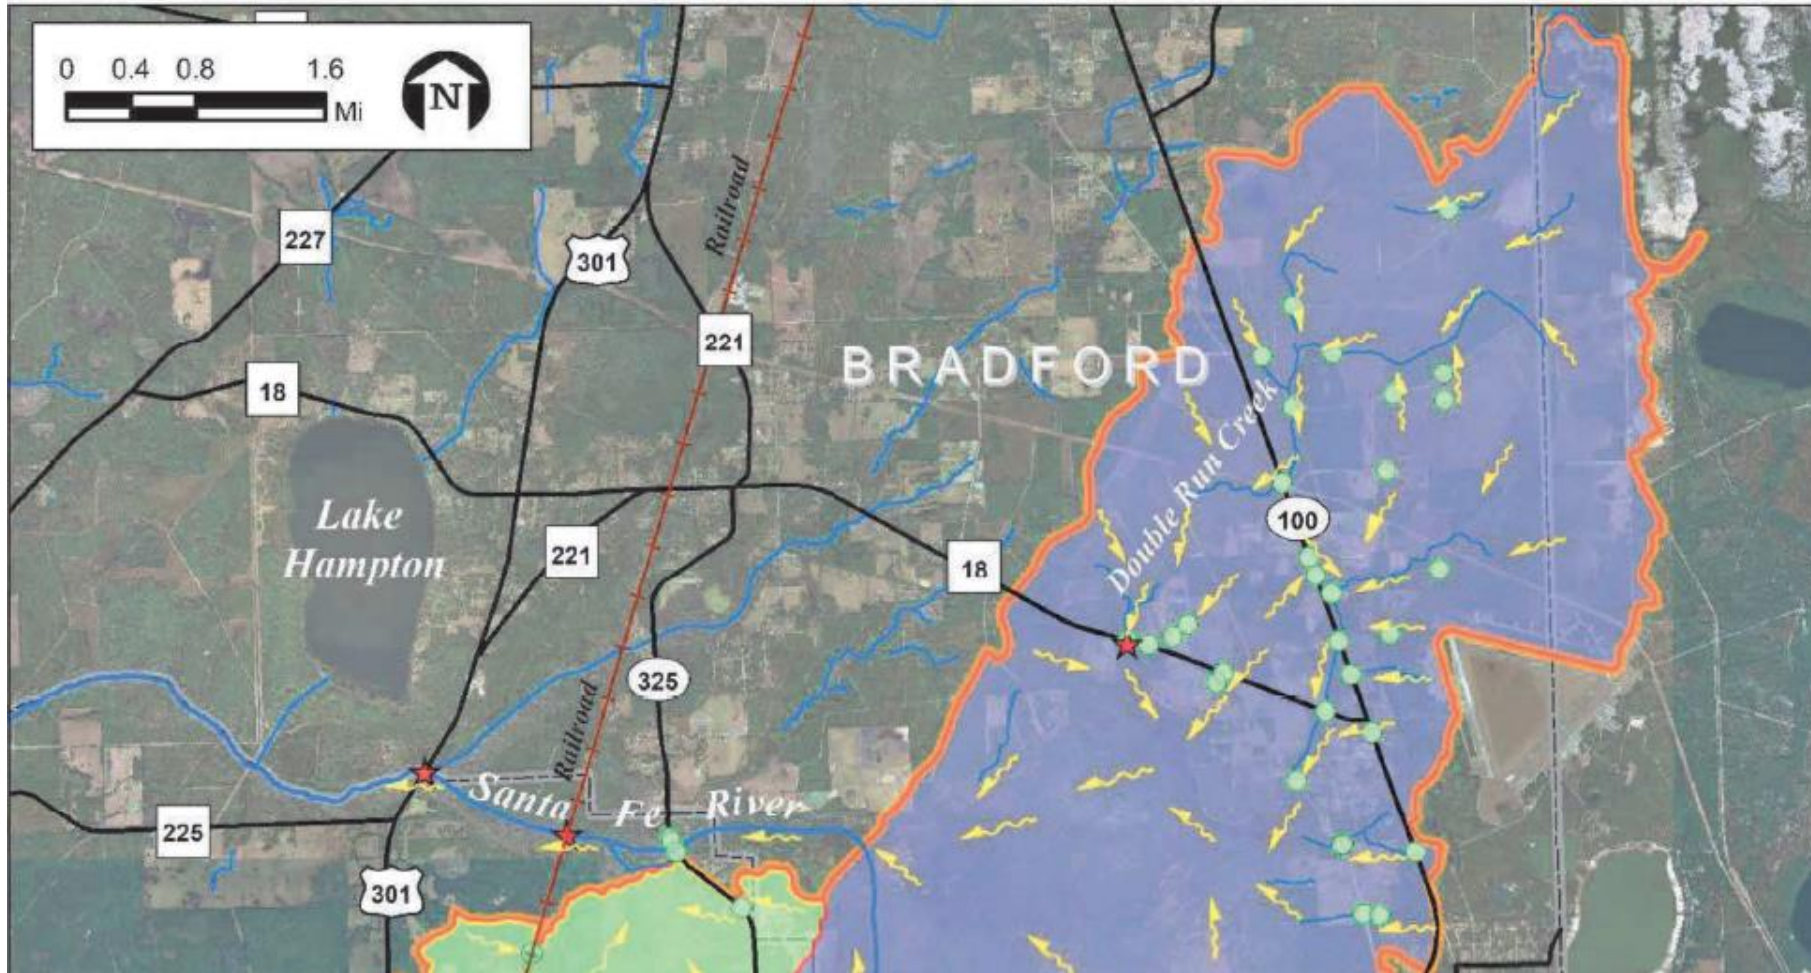 0 0.4 0.8 1.6
Mi
N
227
301
Railroad
221
BRADFORD
18
Double Run Creek
Lake
Hampton
100
221
18
325
Railroad
Santa Fe River
225
301